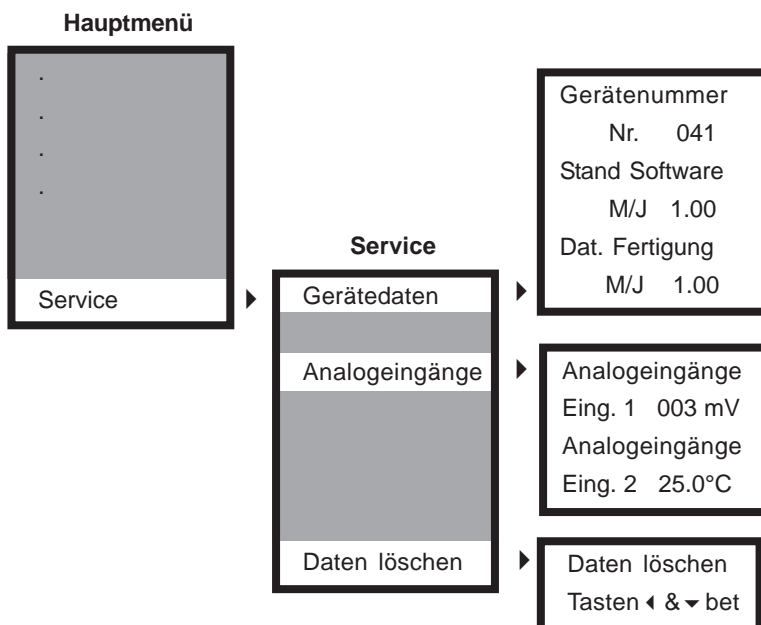 Hauptmenü
.
.
.
.
Service
Service
Gerätedaten
Analogeingänge
Daten löschen
Gerätenummer
Nr. 041
Stand Software
M/J 1.00
Dat. Fertigung
M/J 1.00
Analogeingänge
Eing. 1 003 mV
Analogeingänge
Eing. 2 25.0°C
Daten löschen
Tasten ◂ & ▾ bet